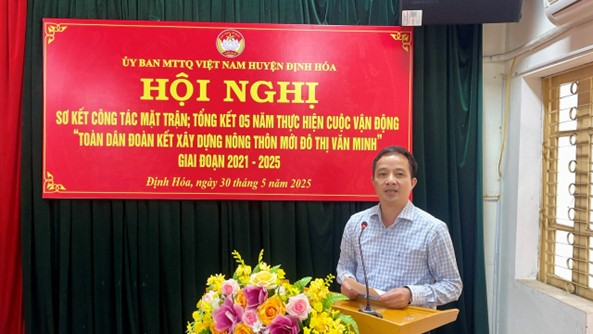 ỦY BAN MTTQ VIỆT NAM HUYỆN ĐỊNH HÓA
HỘI NGHỊ
SƠ KẾT CÔNG TÁC MẶT TRẬN; TỔNG KẾT 05 NĂM THỰC HIỆN CUỘC VẬN ĐỘNG
"TOÀN DÂN ĐOÀN KẾT XÂY DỰNG NÔNG THÔN MỚI ĐÔ THỊ VĂN MINH"
GIAI ĐOẠN 2021 - 2025
Định Hóa, ngày 30 tháng 5 năm 2025